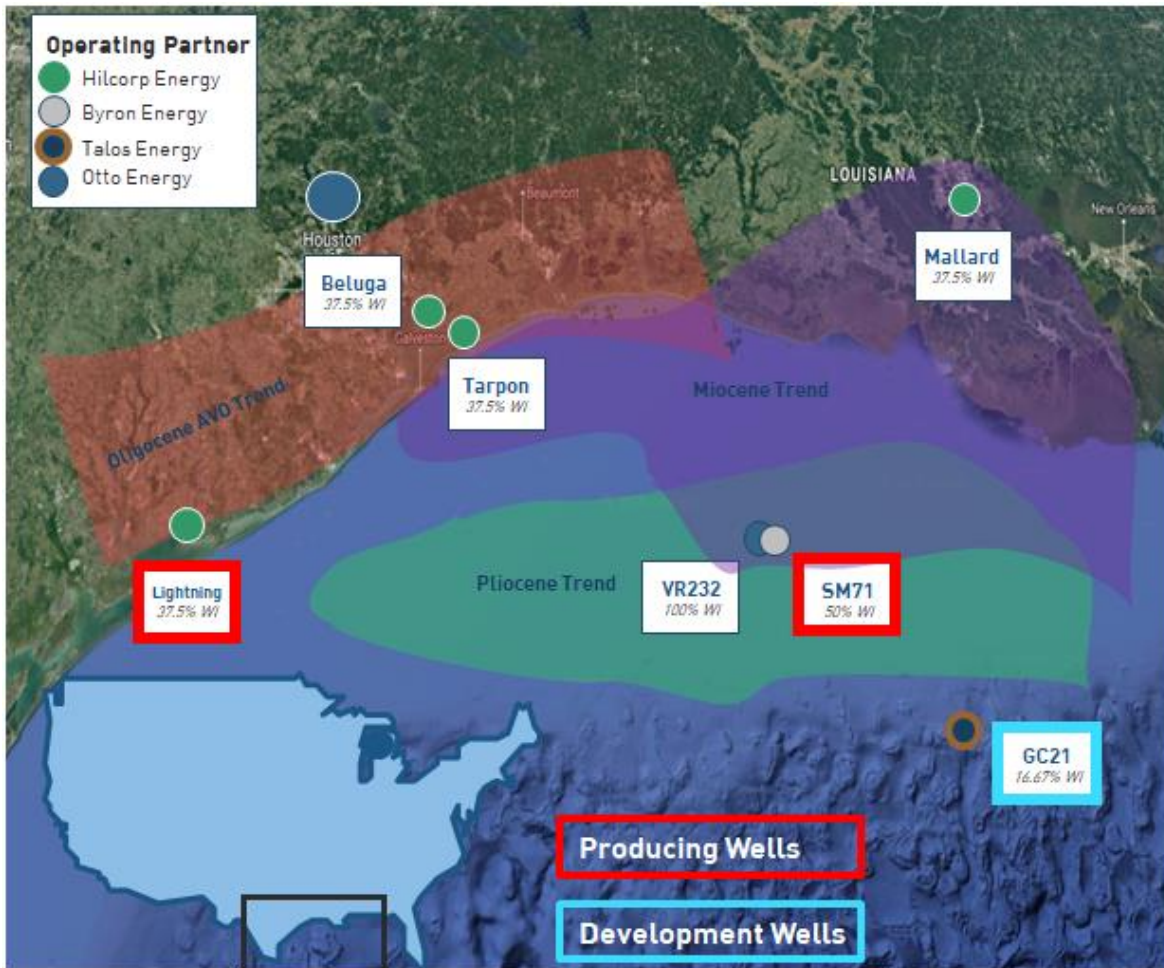 Operating Partner
Hilcorp Energy
Byron Energy
Talos Energy
Otto Energy
LOUISIANA
Beaumont
New Orleans
Houston
Mallard
37.5% WI
Beluga
37.5% WI
Galveston
Tarpon
37.5% WI
Miocene Trend
Oligocene AVO Trend
Pliocene Trend
Lightning
37.5% WI
VR232
100% WI
SM71
50% WI
GC21
16.67% WI
Producing Wells
Development Wells